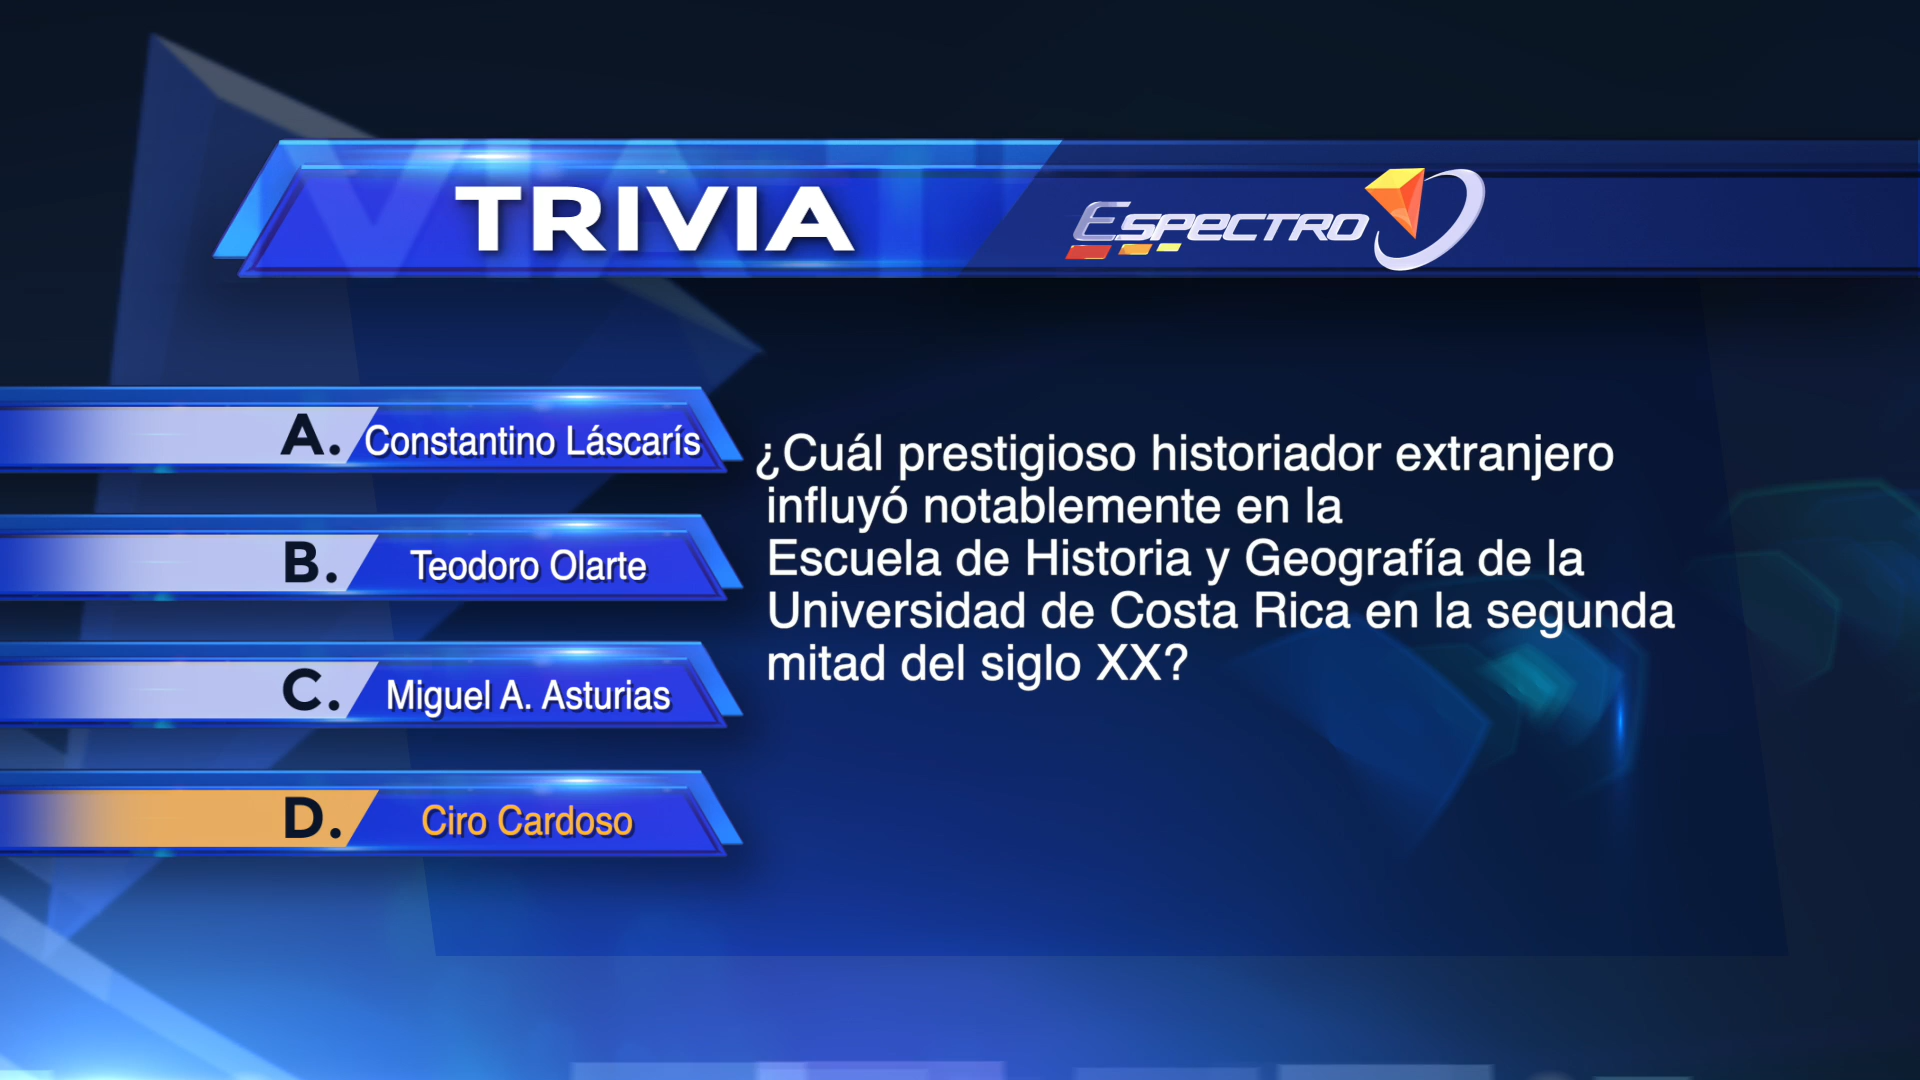 TRIVIA
ESPECTRO
A. Constantino Láscarís
B. Teodoro Olarte
C. Miguel A. Asturias
D. Ciro Cardoso
¿Cuál prestigioso historiador extranjero
influyó notablemente en la
Escuela de Historia y Geografía de la
Universidad de Costa Rica en la segunda
mitad del siglo XX?